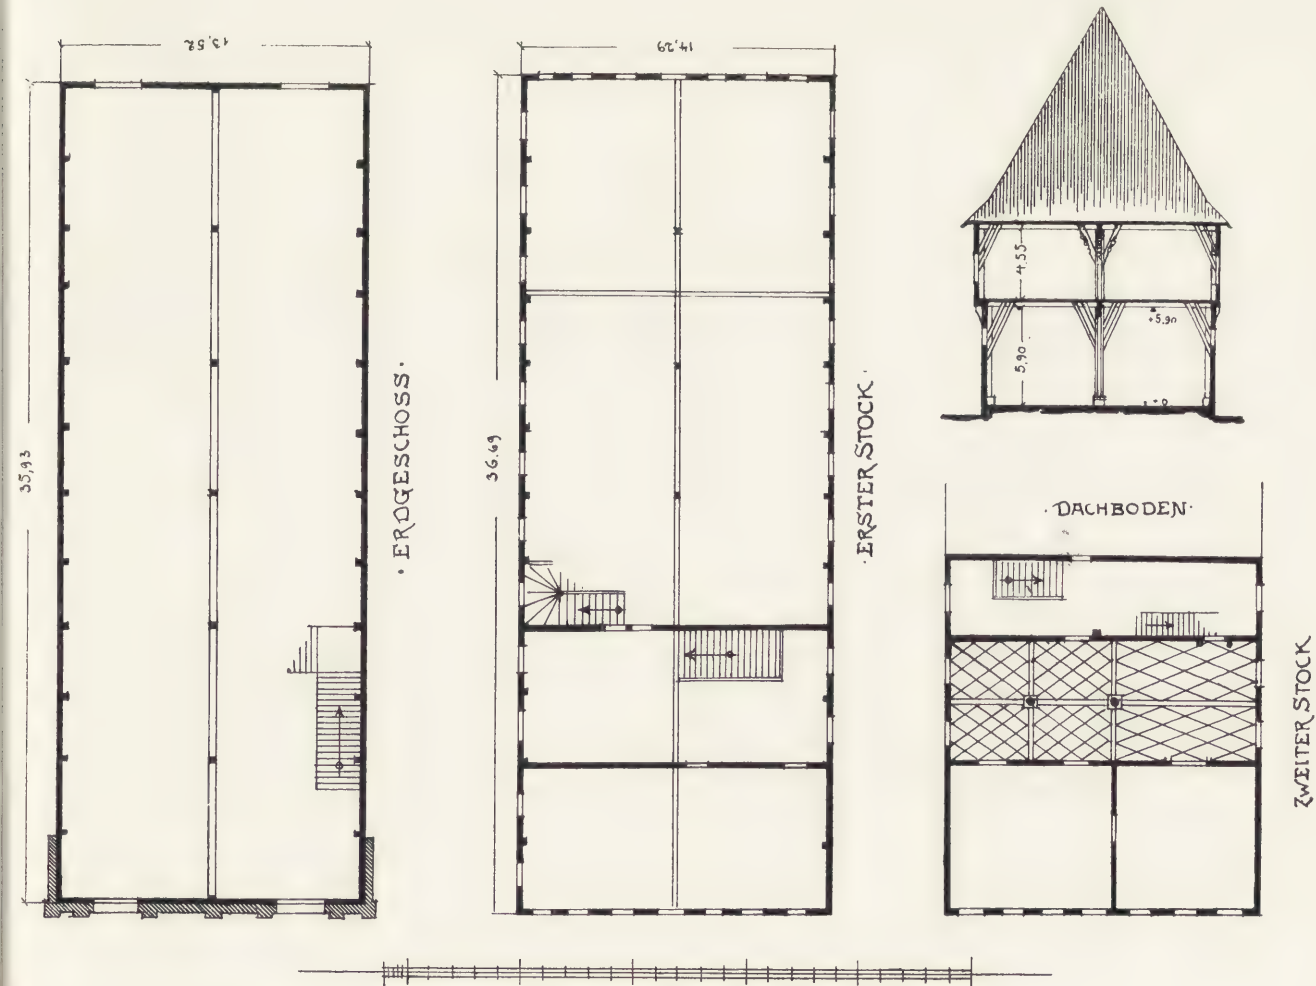 13,52
14,29
35,93
· ERDGESCHOSS ·
36.69
· ERSTER STOCK ·
4.55
5,90
+5,90
±0
· DACHBODEN ·
ZWEITER STOCK